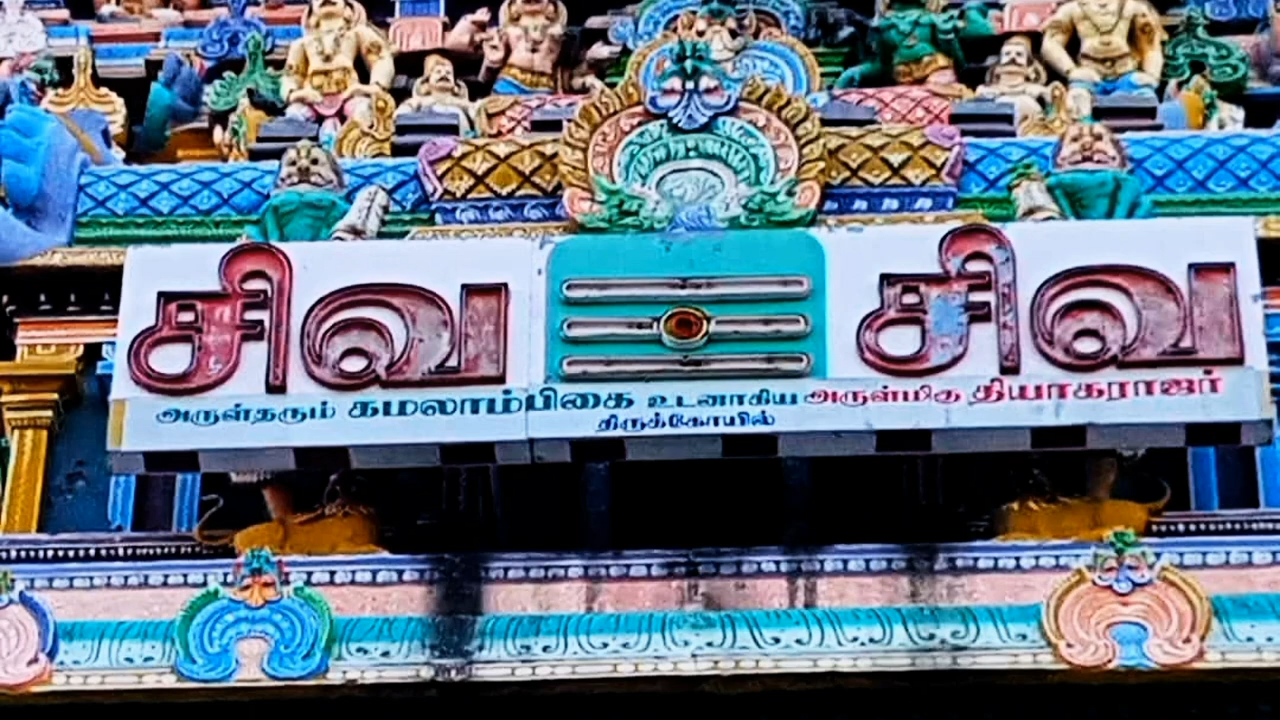 சிவ சிவ
அருள்தரும் கமலாம்பிகை உடனாகிய அருள்மிகு தியாகராஜர்
திருக்கோயில்